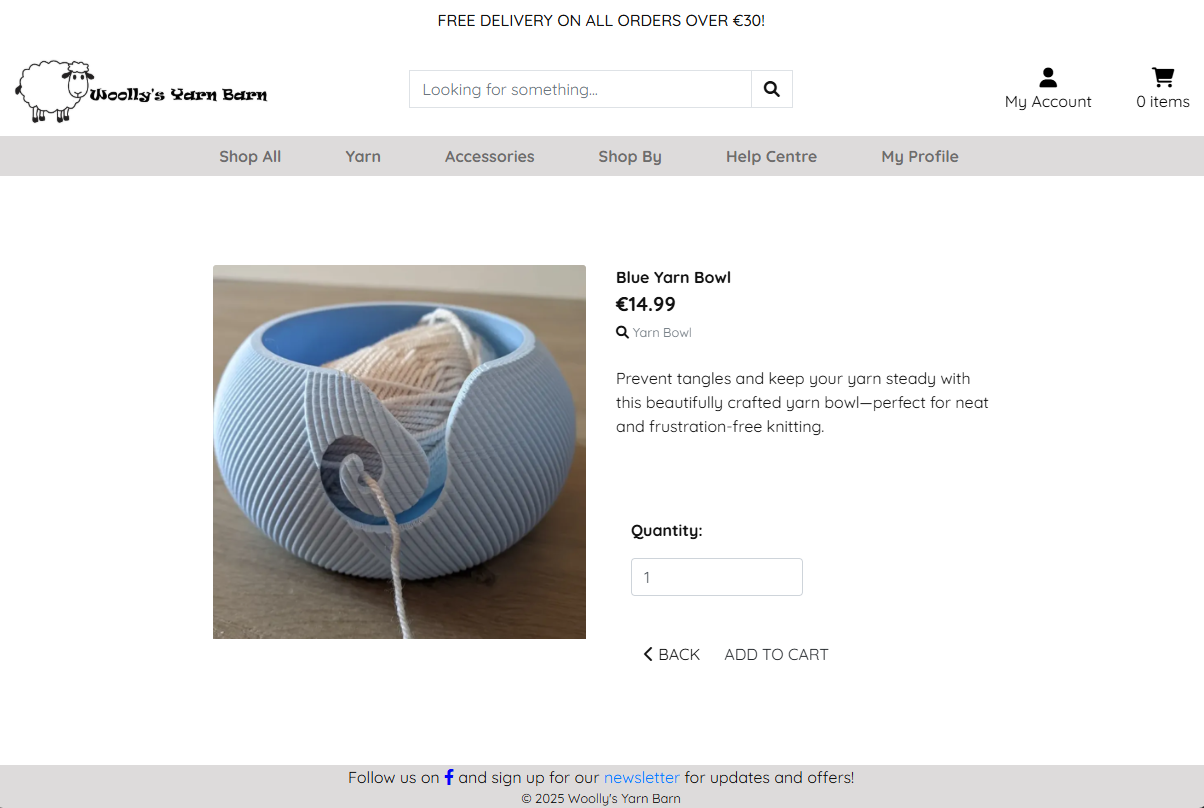 FREE DELIVERY ON ALL ORDERS OVER €30!
Woolly's Yarn Barn
Looking for something...
My Account
0 items
Shop All
Yarn
Accessories
Shop By
Help Centre
My Profile
Blue Yarn Bowl
€14.99
Yarn Bowl
Prevent tangles and keep your yarn steady with
this beautifully crafted yarn bowl—perfect for neat
and frustration-free knitting.
Quantity:
1
BACK
ADD TO CART
Follow us on f and sign up for our newsletter for updates and offers!
© 2025 Woolly's Yarn Barn